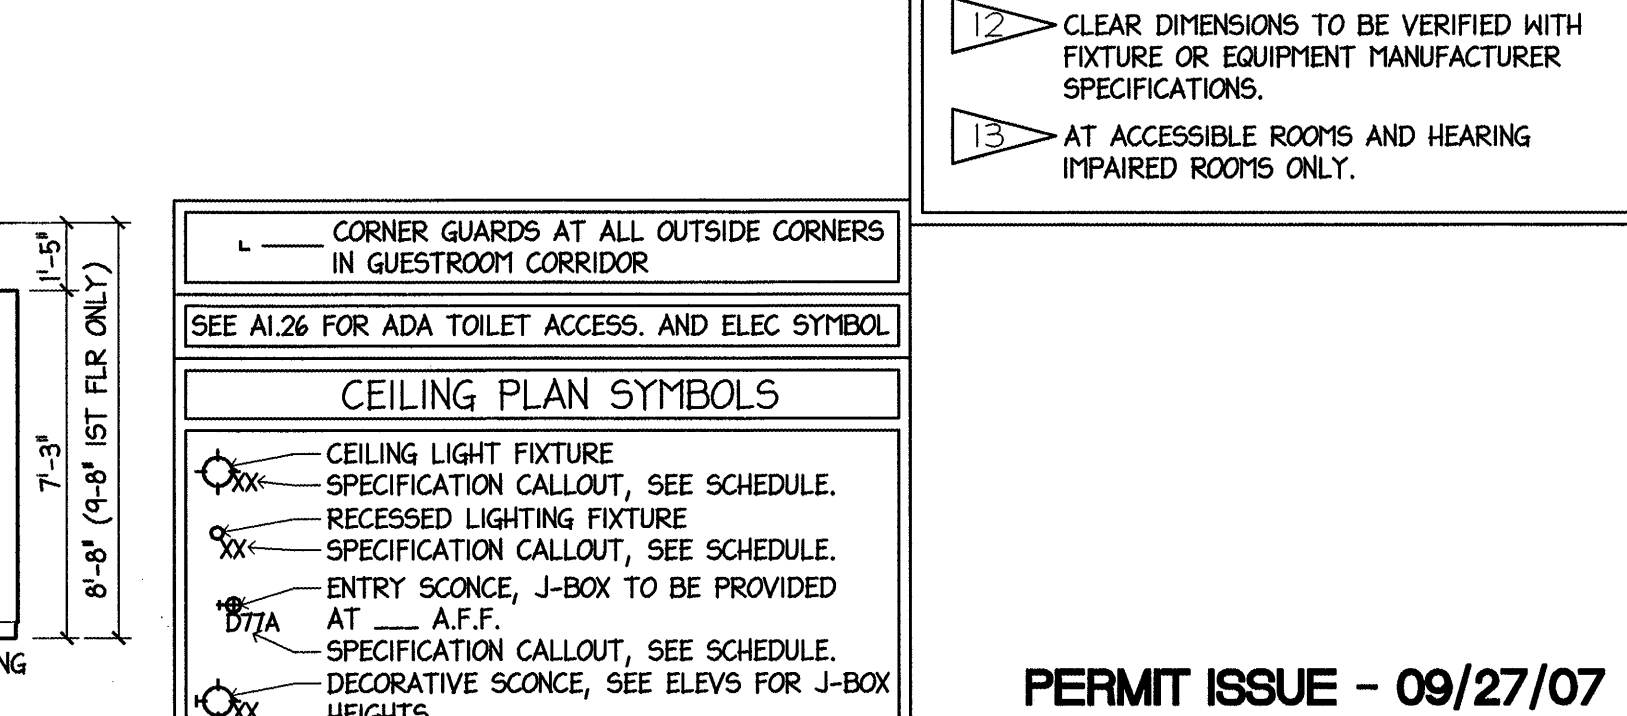 12
CLEAR DIMENSIONS TO BE VERIFIED WITH
FIXTURE OR EQUIPMENT MANUFACTURER
SPECIFICATIONS.
13
AT ACCESSIBLE ROOMS AND HEARING
IMPAIRED ROOMS ONLY.
1'-5"
7'-3"
8'-8" (9-8" 1ST FLR ONLY)
NG
CORNER GUARDS AT ALL OUTSIDE CORNERS
IN GUESTROOM CORRIDOR
SEE A1.26 FOR ADA TOILET ACCESS. AND ELEC SYMBOL
CEILING PLAN SYMBOLS
CEILING LIGHT FIXTURE
XX
SPECIFICATION CALLOUT, SEE SCHEDULE.
RECESSED LIGHTING FIXTURE
XX
SPECIFICATION CALLOUT, SEE SCHEDULE.
ENTRY SCONCE, J-BOX TO BE PROVIDED
AT ___ A.F.F.
D77A
SPECIFICATION CALLOUT, SEE SCHEDULE.
DECORATIVE SCONCE, SEE ELEVS FOR J-BOX
HEIGHTS
XX
PERMIT ISSUE - 09/27/07